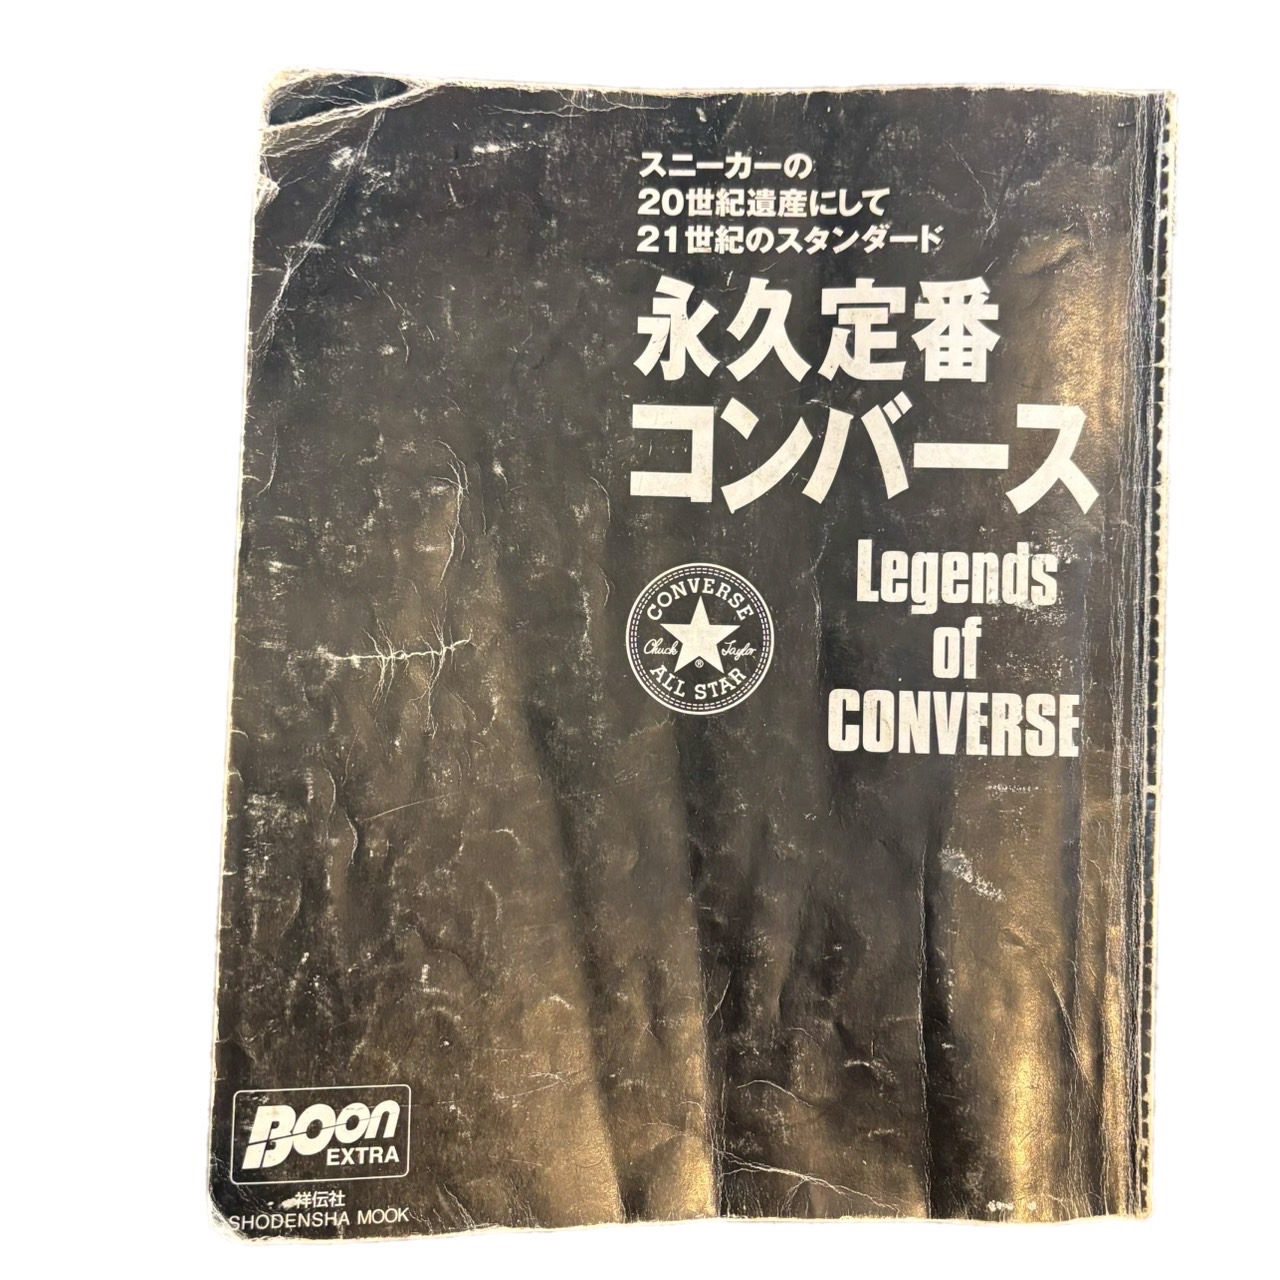 スニーカーの
20世紀遺産にして
21世紀のスタンダード
永久定番
コンバース
Legends
of
CONVERSE
CONVERSE
Chuck Taylor
®
ALL STAR
Boon
EXTRA
祥伝社
SHODENSHA MOOK